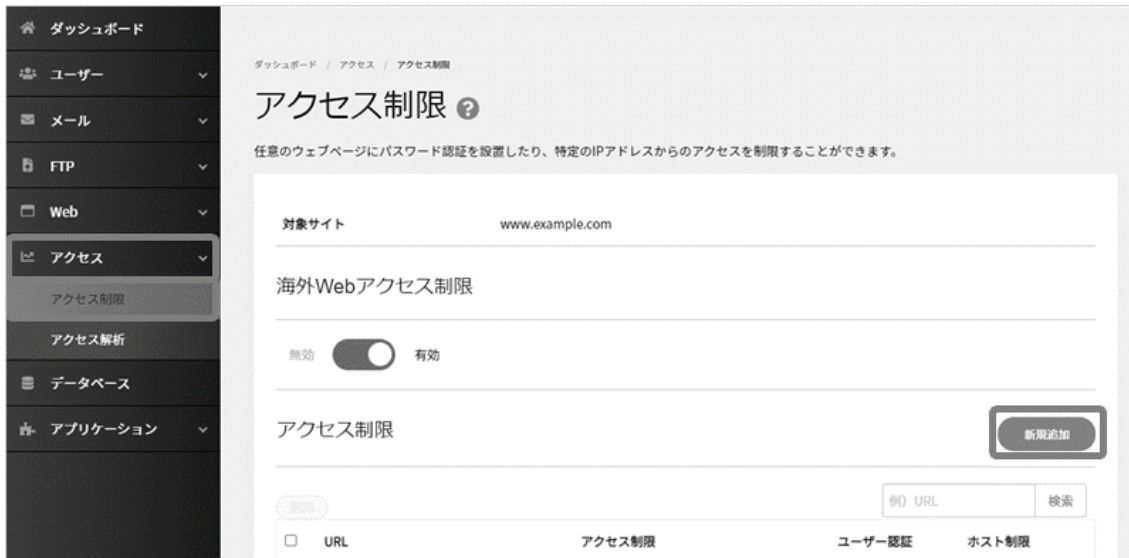 ダッシュボード
ユーザー
メール
FTP
Web
アクセス
アクセス制限
アクセス解析
データベース
アプリケーション
ダッシュボード / アクセス / アクセス制限
アクセス制限 ?
任意のウェブページにパスワード認証を設置したり、特定のIPアドレスからのアクセスを制限することができます。
対象サイト www.example.com
海外Webアクセス制限
無効 有効
アクセス制限 新規追加
削除 例）URL 検索
URL アクセス制限 ユーザー認証 ホスト制限